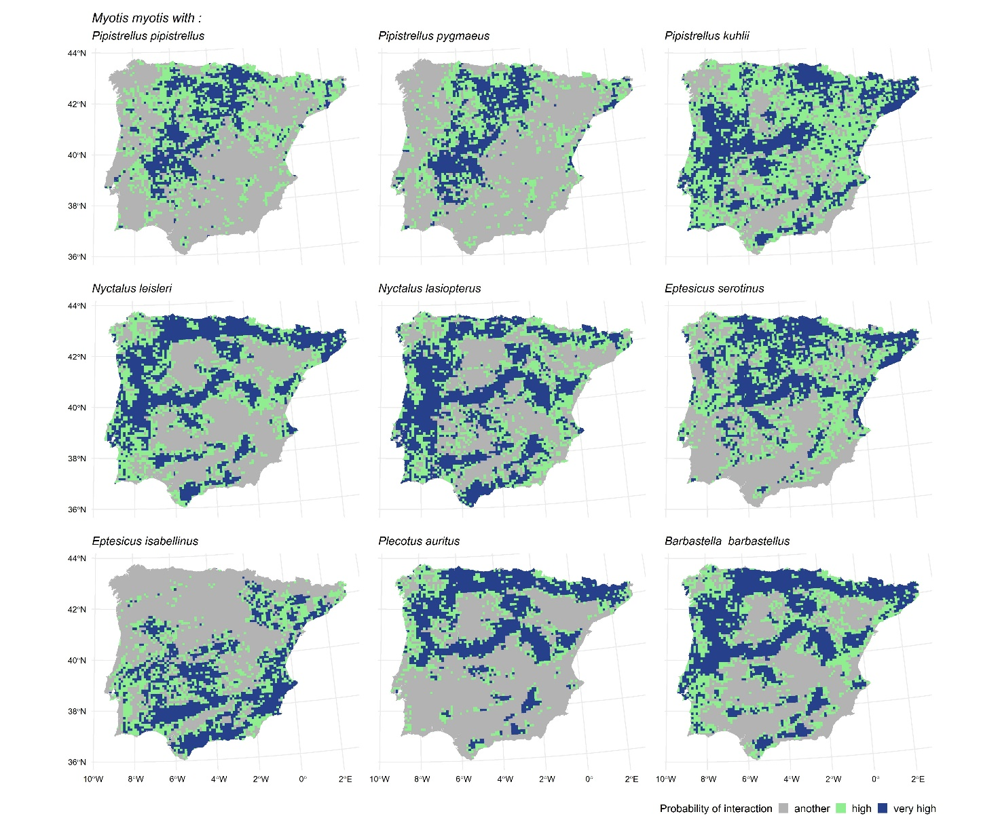 Myotis myotis with :
Pipistrellus pipistrellus
Pipistrellus pygmaeus
Pipistrellus kuhlii
44°N
42°N
40°N
38°N
36°N
Nyctalus leisleri
Nyctalus lasiopterus
Eptesicus serotinus
44°N
42°N
40°N
38°N
36°N
Eptesicus isabellinus
Plecotus auritus
Barbastella  barbastellus
44°N
42°N
40°N
38°N
36°N
10°W 8°W 6°W 4°W 2°W 0° 2°E 10°W 8°W 6°W 4°W 2°W 0° 2°E 10°W 8°W 6°W 4°W 2°W 0° 2°E
Probability of interaction another high very high